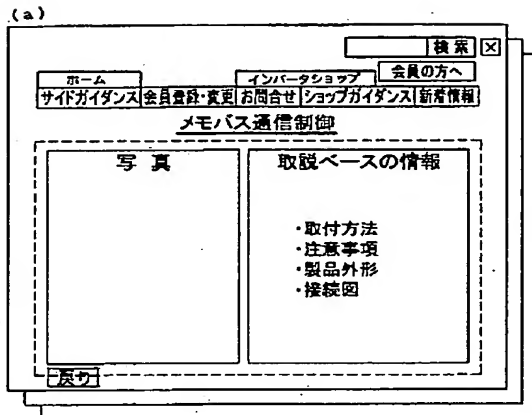 (a)
検索 ×
ホーム インバータショップ 会員の方へ
サイドガイダンス 会員登録・変更 お問合せ ショップガイダンス 新着情報
メモバス通信制御
写真 取説ベースの情報
・取付方法
・注意事項
・製品外形
・接続図
戻り